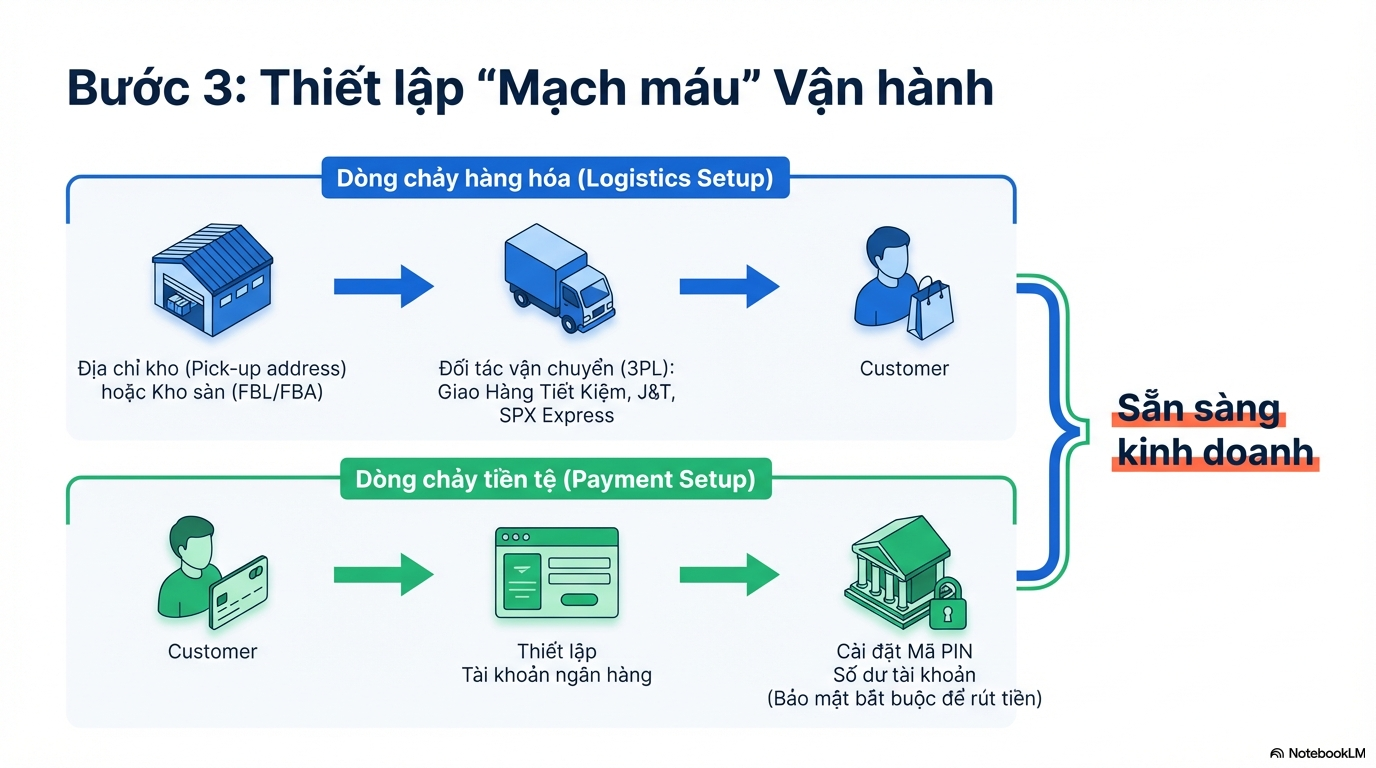 Bước 3: Thiết lập “Mạch máu” Vận hành
Dòng chảy hàng hóa (Logistics Setup)
Địa chỉ kho (Pick-up address)
hoặc Kho sàn (FBL/FBA)
Đối tác vận chuyển (3PL):
Giao Hàng Tiết Kiệm, J&T,
SPX Express
Customer
Dòng chảy tiền tệ (Payment Setup)
Customer
Thiết lập
Tài khoản ngân hàng
Cài đặt Mã PIN
Số dư tài khoản
(Bảo mật bắt buộc để rút tiền)
Sẵn sàng
kinh doanh
NotebookLM